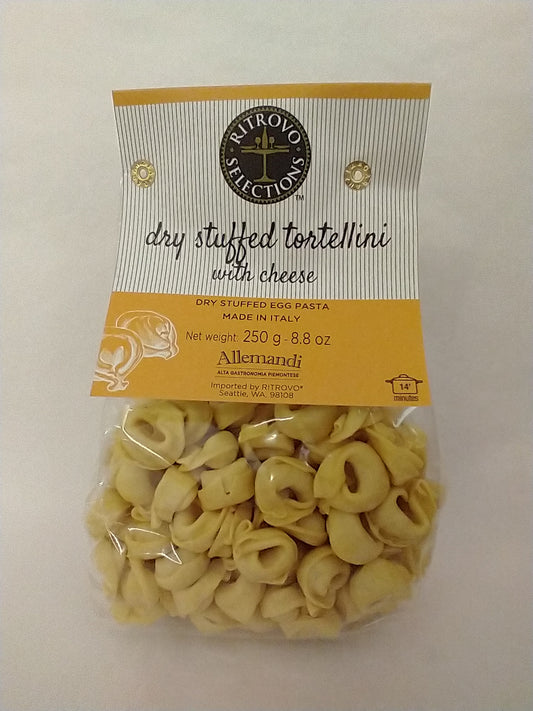 RITROVO
SELECTIONS
TM
dry stuffed tortellini
with cheese
DRY STUFFED EGG PASTA
MADE IN ITALY
Net weight: 250 g - 8.8 oz
Allemandi
ALTA GASTRONOMIA PIEMONTESE
Imported by RITROVO®
Seattle, WA, 98108
14'
minutes